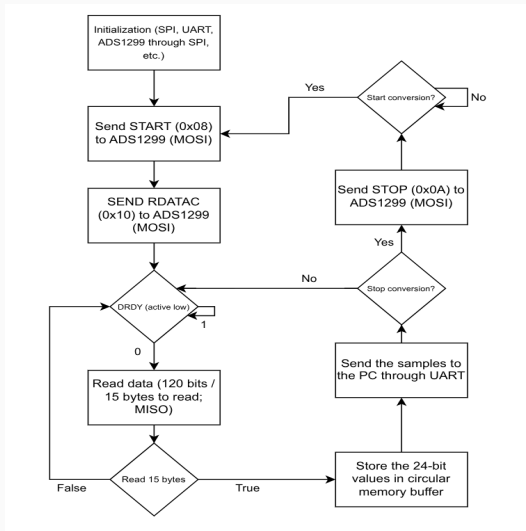 Initialization (SPI, UART,
ADS1299 through SPI,
etc.)
Yes
Start conversion?
No
Send START (0x08)
to ADS1299 (MOSI)
Send STOP (0x0A) to
ADS1299 (MOSI)
SEND RDATAC
(0x10) to ADS1299
(MOSI)
Yes
No
Stop conversion?
DRDY (active low)
1
0
Send the samples to
the PC through UART
Read data (120 bits /
15 bytes to read;
MISO)
Read 15 bytes
False
True
Store the 24-bit
values in circular
memory buffer